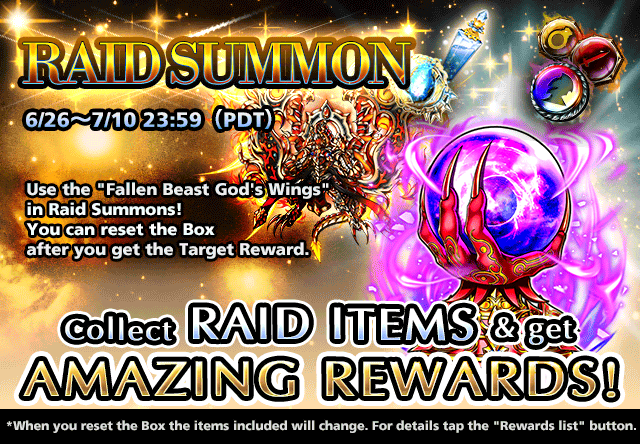 RAID SUMMON
6/26～7/10 23:59 (PDT)
Use the "Fallen Beast God's Wings"
in Raid Summons!
You can reset the Box
after you get the Target Reward.
Collect RAID ITEMS & get
AMAZING REWARDS!
*When you reset the Box the items included will change. For details tap the "Rewards list" button.